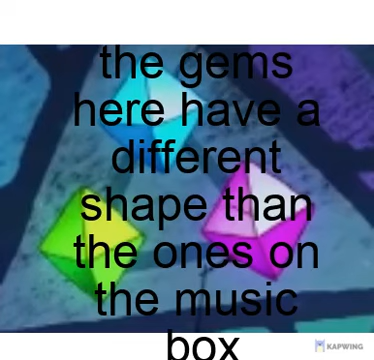 the gems
here have a
different
shape than
the ones on
the music
box
KAPWING